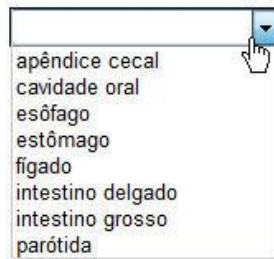 apêndice cecal
cavidade oral
esôfago
estômago
fígado
intestino delgado
intestino grosso
parótida